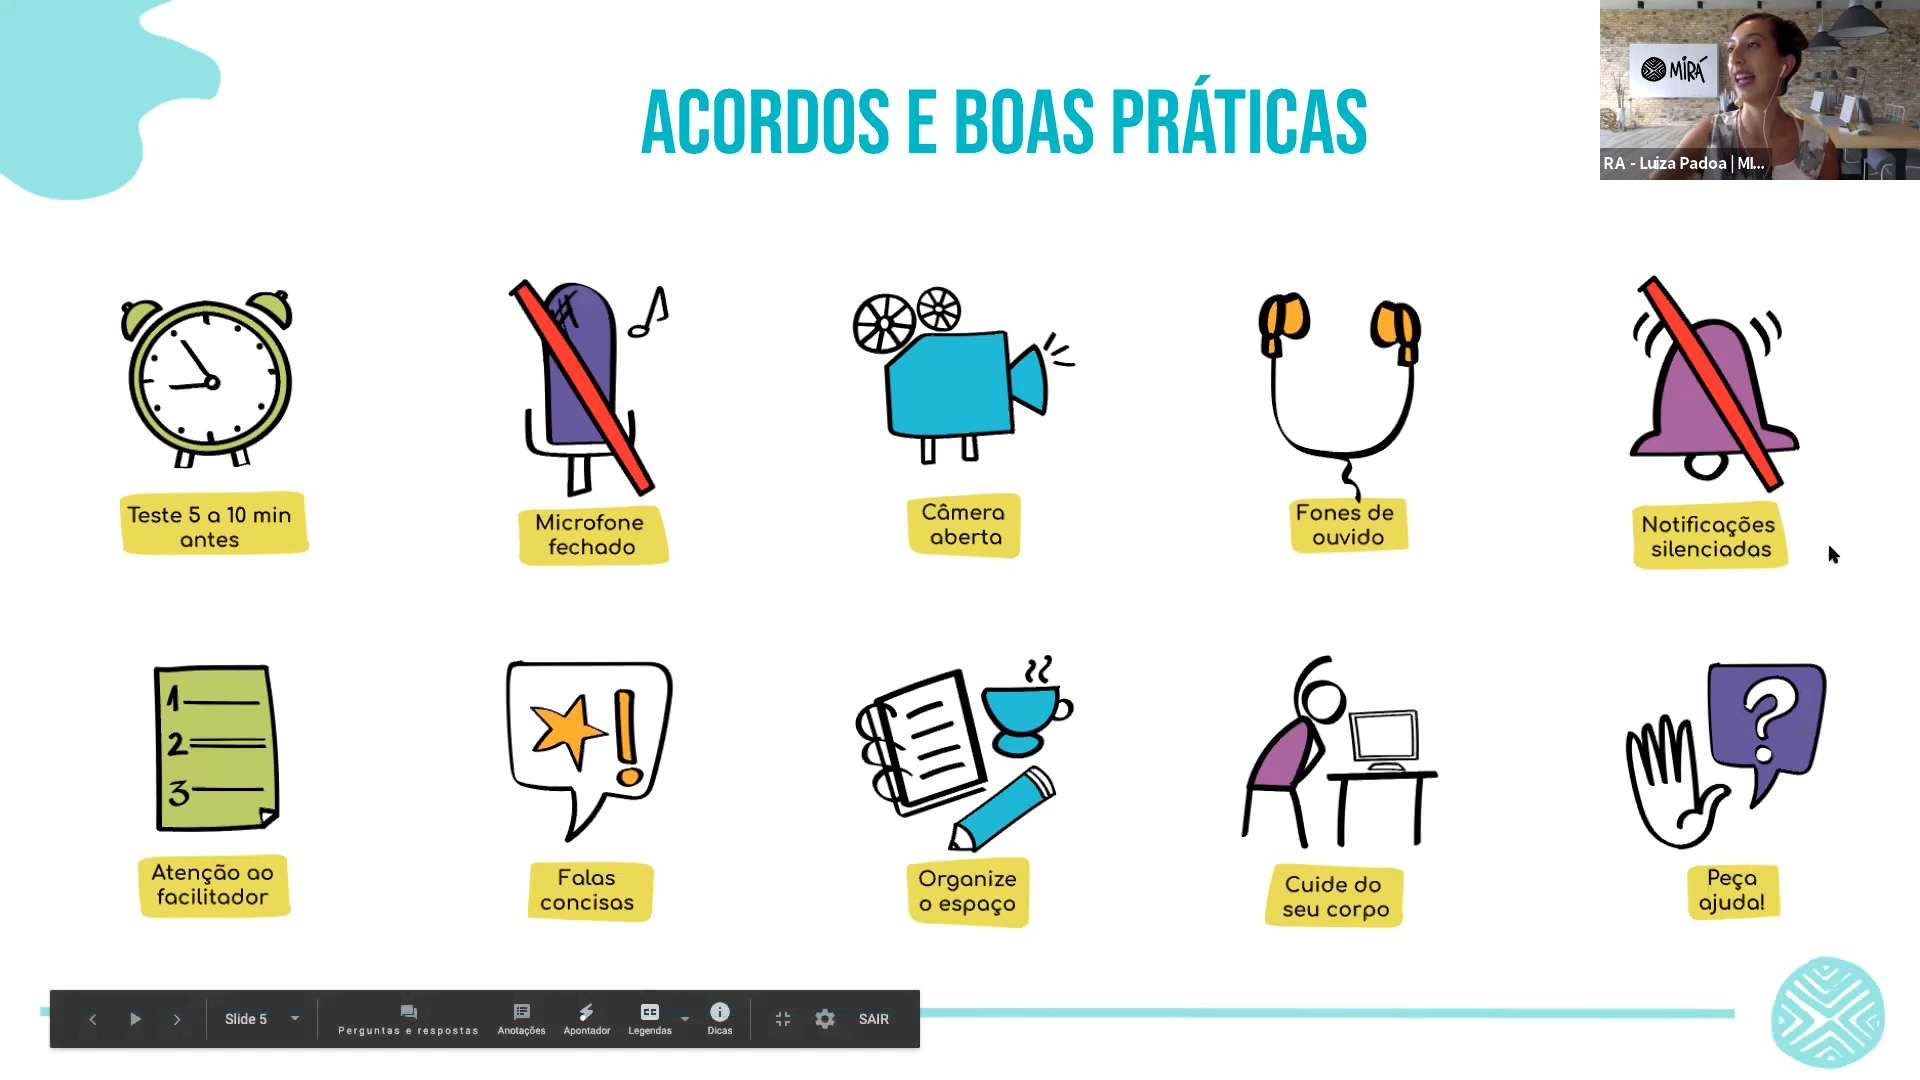 ACORDOS E BOAS PRÁTICAS
MIRÁ
RA - Luiza Padoa | MI...
Teste 5 a 10 min
antes
Microfone
fechado
Câmera
aberta
Fones de
ouvido
Notificações
silenciadas
1
2
3
Atenção ao
facilitador
Falas
concisas
Organize
o espaço
Cuide do
seu corpo
?
Peça
ajuda!
Slide 5
Perguntas e respostas
Anotações
Apontador
CC
Legendas
Dicas
SAIR